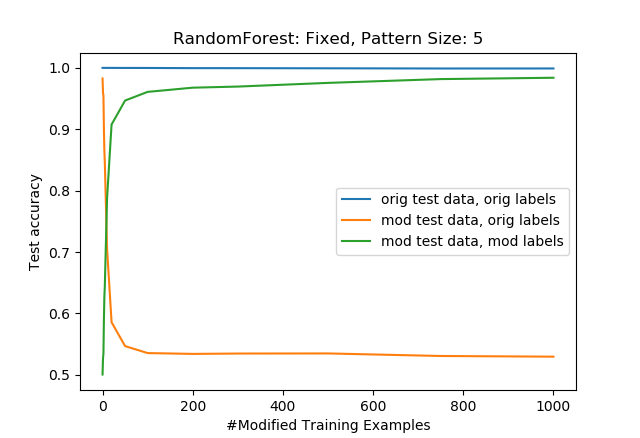 RandomForest: Fixed, Pattern Size: 5
1.0
0.9
0.8
0.7
0.6
0.5
Test accuracy
orig test data, orig labels
mod test data, orig labels
mod test data, mod labels
0 200 400 600 800 1000
#Modified Training Examples